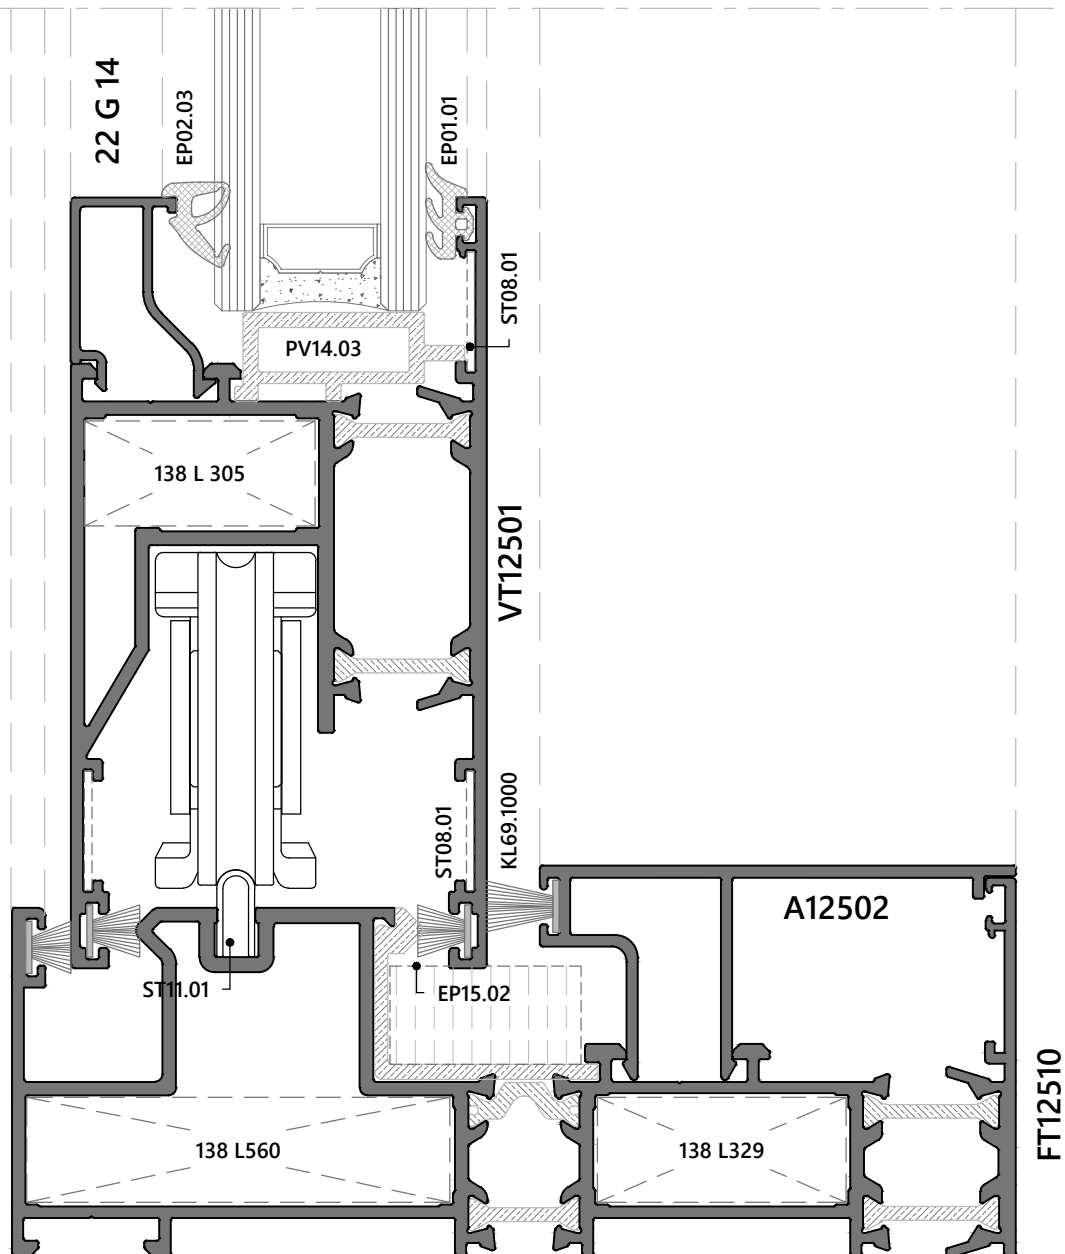 22 G 14
EP02.03
EP01.01
ST08.01
PV14.03
138 L 305
VT12501
ST08.01
KL69.1000
A12502
ST11.01
EP15.02
FT12510
138 L560
138 L329